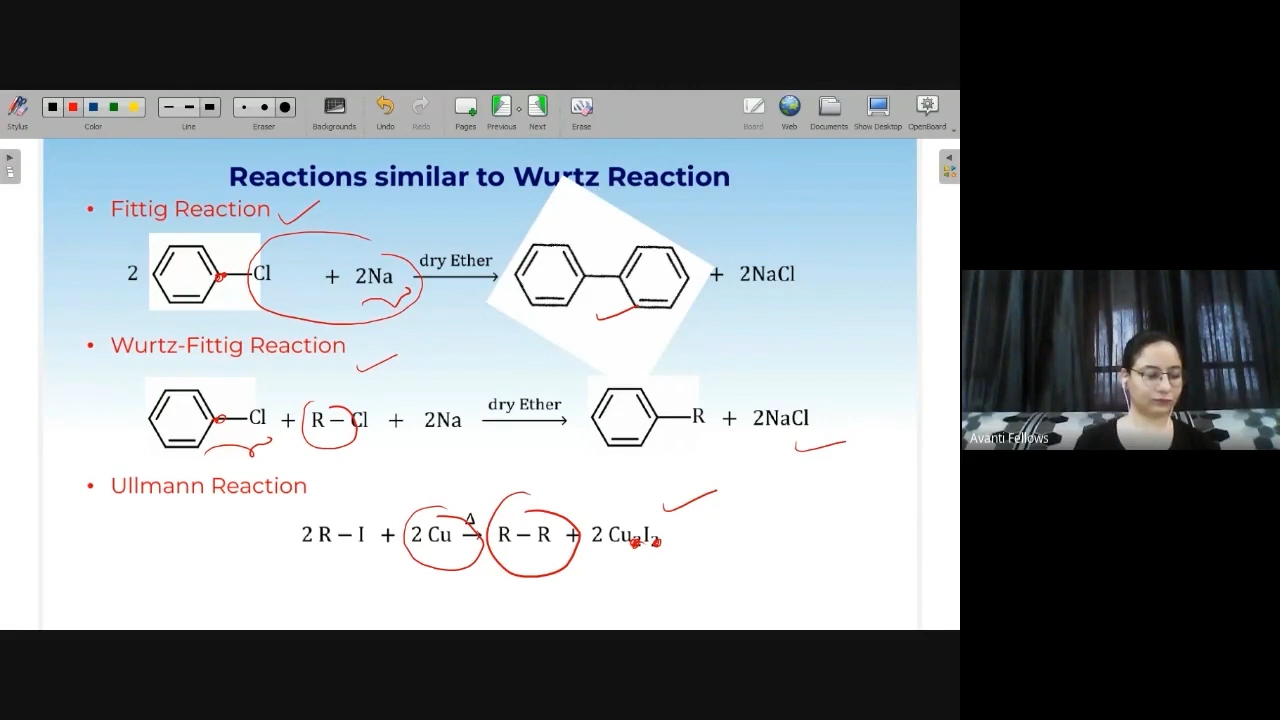 Stylus Color Line Eraser Backgrounds Undo Redo Pages Previous Next Erase Board Web Documents Show Desktop OpenBoard
Reactions similar to Wurtz Reaction
• Fittig Reaction
2 Cl + 2Na dry Ether + 2NaCl
• Wurtz-Fittig Reaction
Cl + R – Cl + 2Na dry Ether R + 2NaCl
• Ullmann Reaction
2 R – I + 2 Cu Δ → R – R + 2 Cu₂I₂
Avanti Fellows